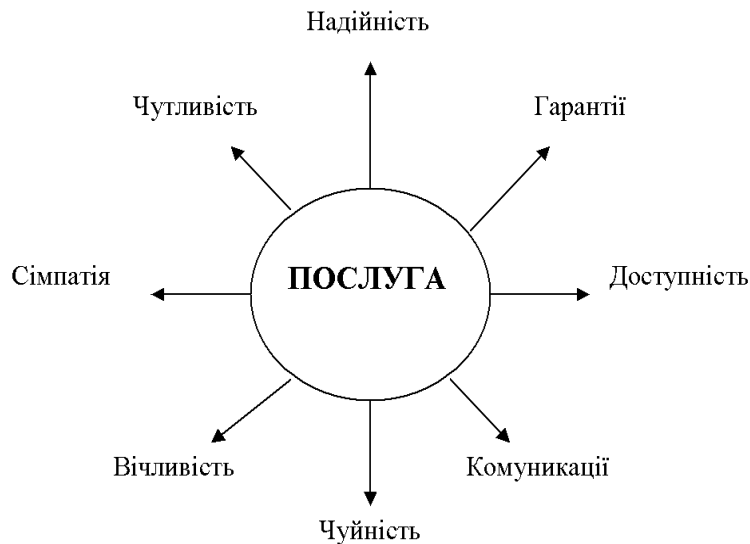 Надійність
Чутливість
Гарантії
Сімпатія
ПОСЛУГА
Доступність
Вічливість
Комуникації
Чуйність